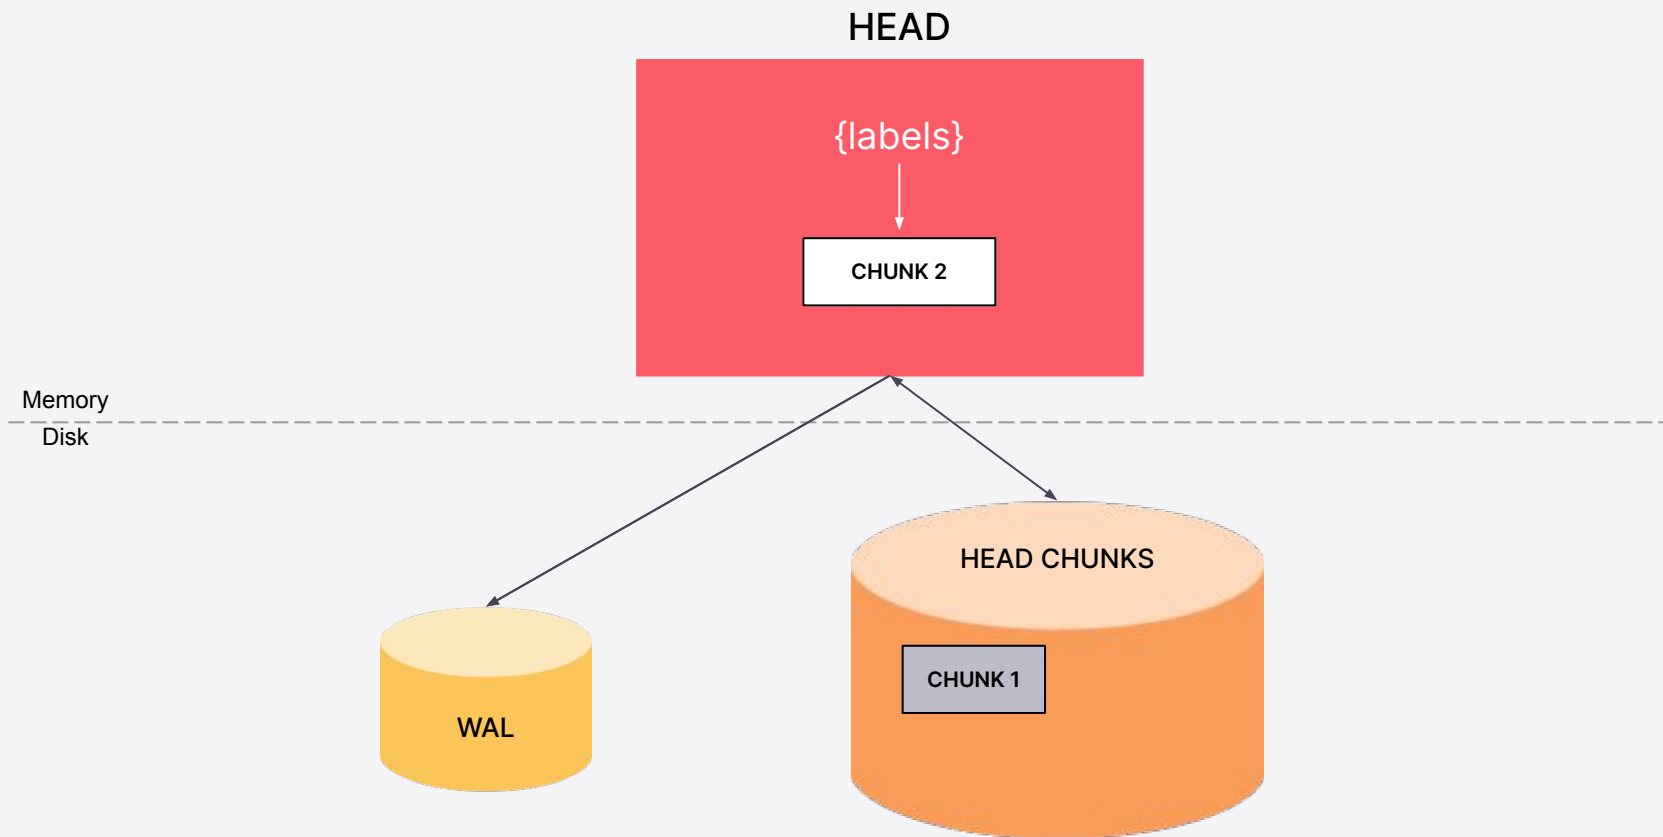 HEAD
{labels}
CHUNK 2
Memory
Disk
HEAD CHUNKS
CHUNK 1
WAL